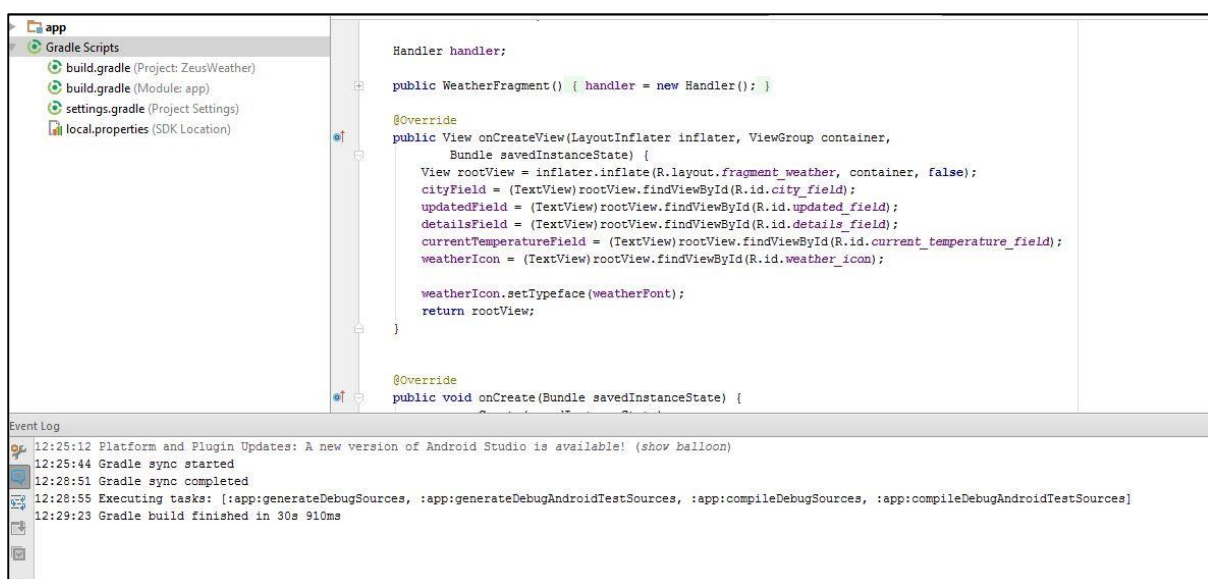 app
Gradle Scripts
build.gradle (Project: ZeusWeather)
build.gradle (Module: app)
settings.gradle (Project Settings)
local.properties (SDK Location)
Handler handler;
public WeatherFragment() { handler = new Handler(); }
@Override
public View onCreateView(LayoutInflater inflater, ViewGroup container,
Bundle savedInstanceState) {
View rootView = inflater.inflate(R.layout.fragment_weather, container, false);
cityField = (TextView)rootView.findViewById(R.id.city_field);
updatedField = (TextView)rootView.findViewById(R.id.updated_field);
detailsField = (TextView)rootView.findViewById(R.id.details_field);
currentTemperatureField = (TextView)rootView.findViewById(R.id.current_temperature_field);
weatherIcon = (TextView)rootView.findViewById(R.id.weather_icon);
weatherIcon.setTypeface(weatherFont);
return rootView;
}
@Override
public void onCreate(Bundle savedInstanceState) {
Event Log
12:25:12 Platform and Plugin Updates: A new version of Android Studio is available! (show balloon)
12:25:44 Gradle sync started
12:28:51 Gradle sync completed
12:28:55 Executing tasks: [:app:generateDebugSources, :app:generateDebugAndroidTestSources, :app:compileDebugSources, :app:compileDebugAndroidTestSources]
12:29:23 Gradle build finished in 30s 910ms